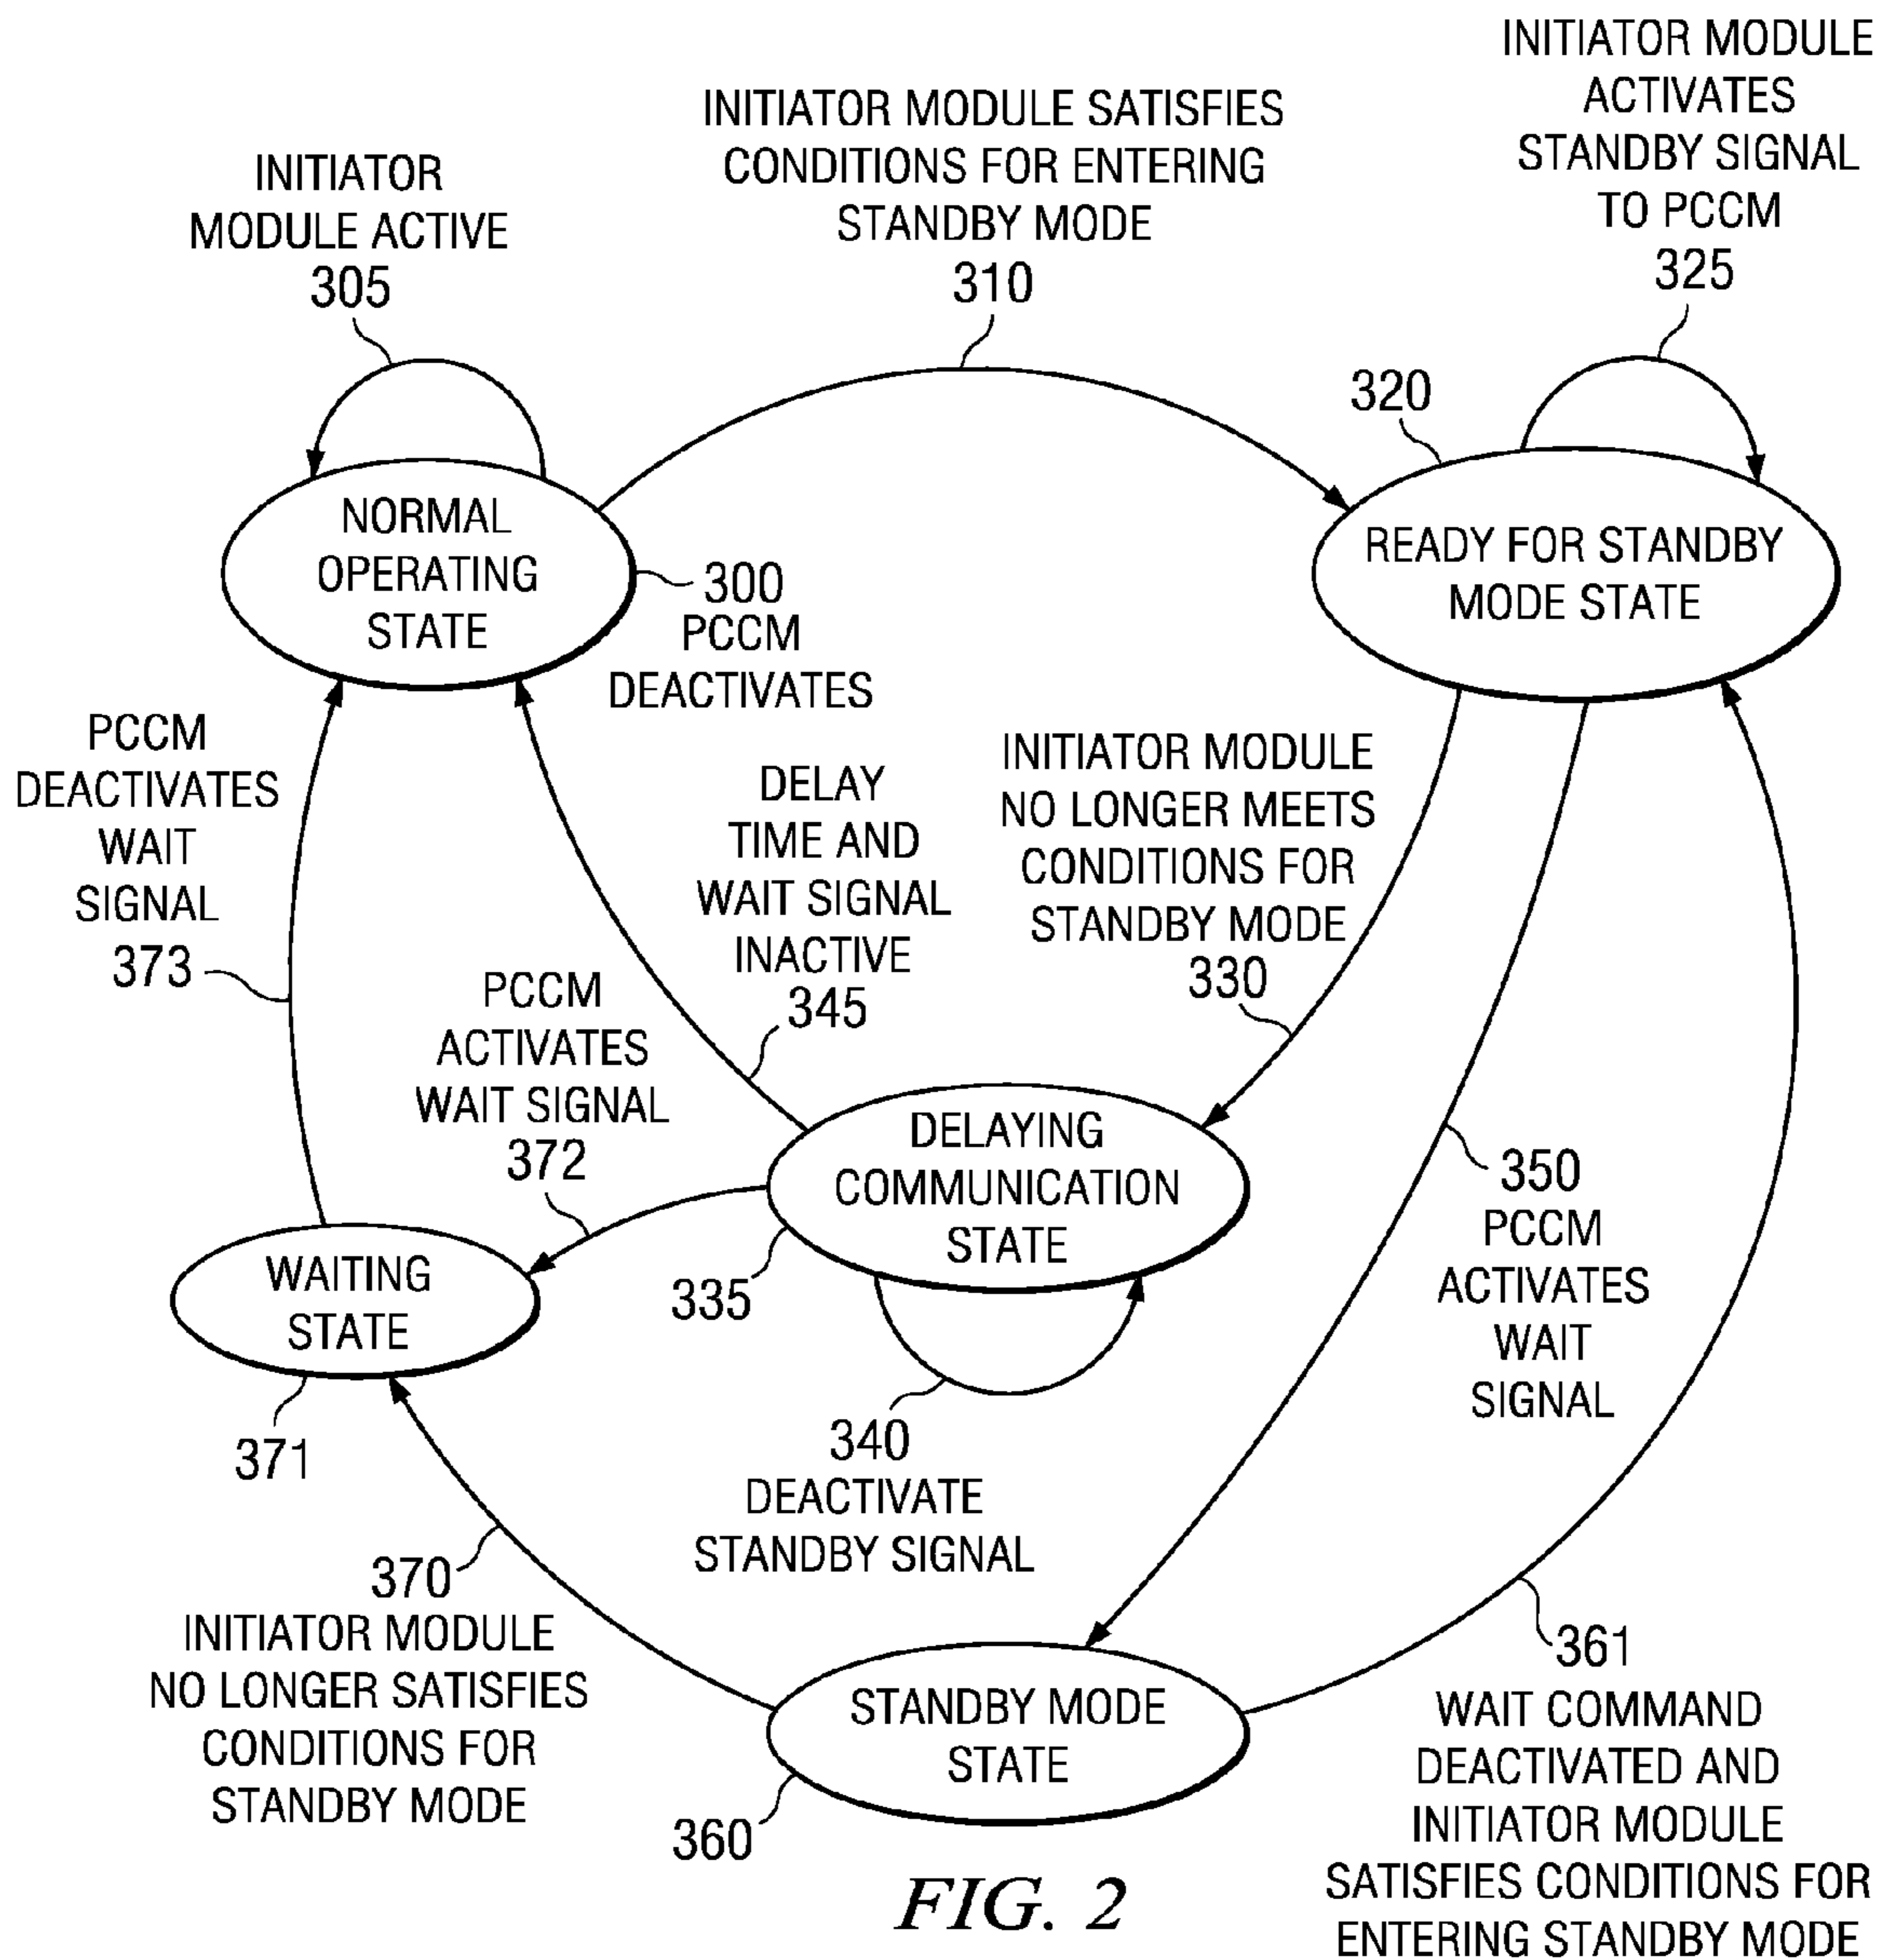 INITIATOR MODULE
ACTIVATES
STANDBY SIGNAL
TO PCCM
325
INITIATOR MODULE SATISFIES
CONDITIONS FOR ENTERING
STANDBY MODE
310
INITIATOR
MODULE ACTIVE
305
320
NORMAL
OPERATING
STATE
300
PCCM
DEACTIVATES
READY FOR STANDBY
MODE STATE
PCCM
DEACTIVATES
WAIT
SIGNAL
373
DELAY
TIME AND
WAIT SIGNAL
INACTIVE
345
INITIATOR MODULE
NO LONGER MEETS
CONDITIONS FOR
STANDBY MODE
330
PCCM
ACTIVATES
WAIT SIGNAL
372
DELAYING
COMMUNICATION
STATE
335
350
PCCM
ACTIVATES
WAIT
SIGNAL
WAITING
STATE
371
340
DEACTIVATE
STANDBY SIGNAL
370
INITIATOR MODULE
NO LONGER SATISFIES
CONDITIONS FOR
STANDBY MODE
STANDBY MODE
STATE
360
361
WAIT COMMAND
DEACTIVATED AND
INITIATOR MODULE
SATISFIES CONDITIONS FOR
ENTERING STANDBY MODE
FIG. 2